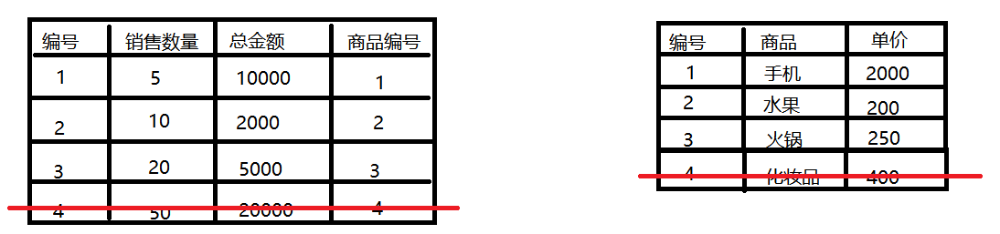 编号 销售数量 总金额 商品编号
1 5 10000 1
2 10 2000 2
3 20 5000 3
4 50 20000 4
编号 商品 单价
1 手机 2000
2 水果 200
3 火锅 250
4 化妆品 400